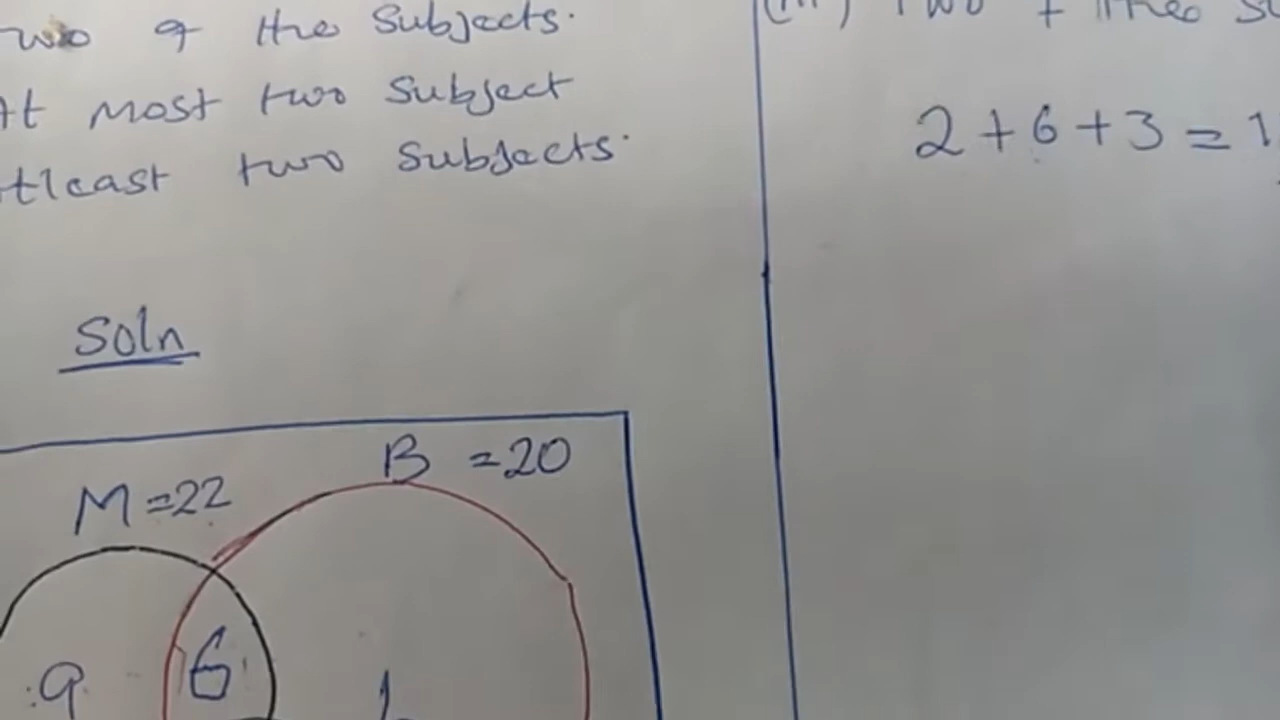 of the Subjects.
At most two Subject
atleast two Subjects.
Soln
M =22
B =20
9 6
2+6+3=1